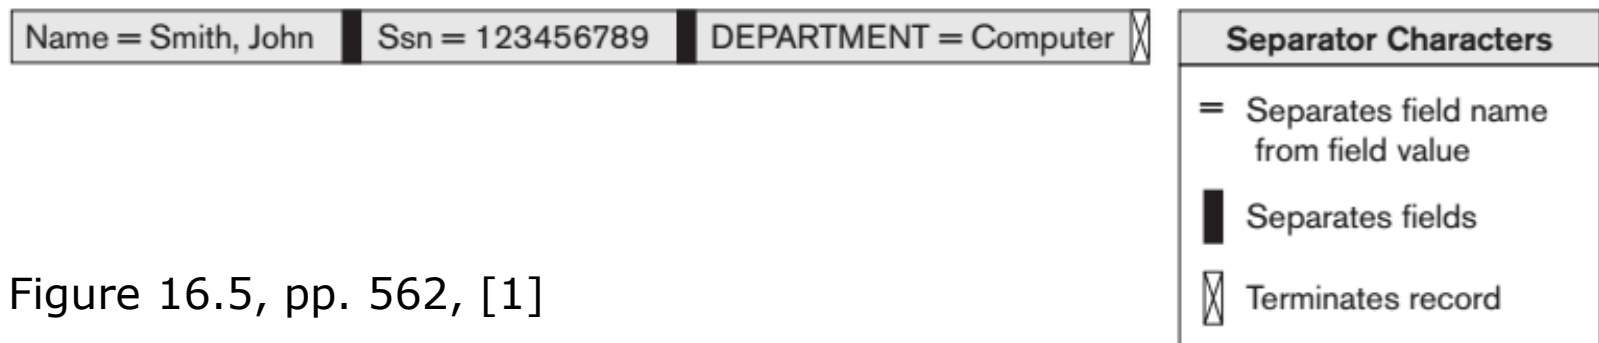 Name = Smith, John Ssn = 123456789 DEPARTMENT = Computer
Separator Characters
= Separates field name
from field value
Separates fields
Terminates record
Figure 16.5, pp. 562, [1]